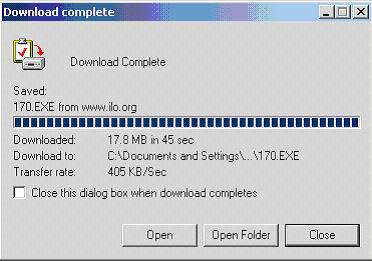 Download complete
Download Complete
Saved:
170.EXE from www.ilo.org
Downloaded: 17.8 MB in 45 sec
Download to: C:\Documents and Settings\...\170.EXE
Transfer rate: 405 KB/Sec
Close this dialog box when download completes
Open Open Folder Close